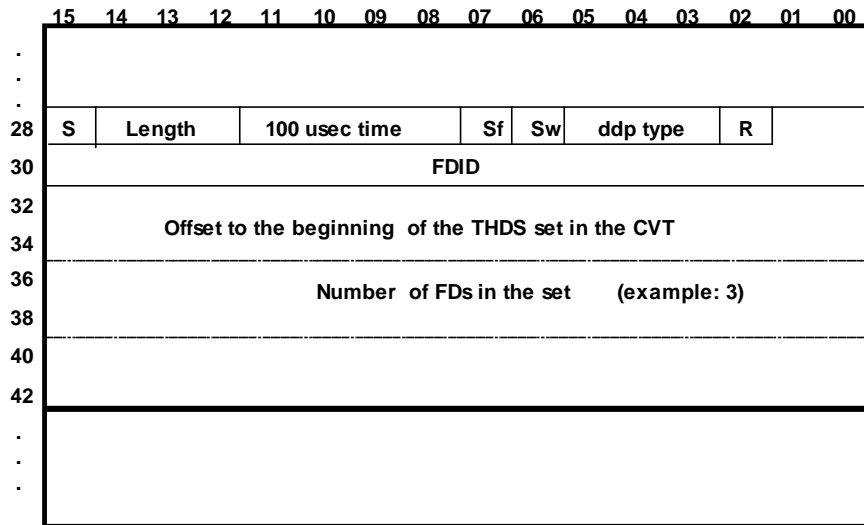 15 14 13 12 11 10 09 08 07 06 05 04 03 02 01 00
.
.
.
28 S Length 100 usec time Sf Sw ddp type R
30 FDID
32
Offset to the beginning of the THDS set in the CVT
34
36
Number of FDs in the set (example: 3)
38
40
42
.
.
.